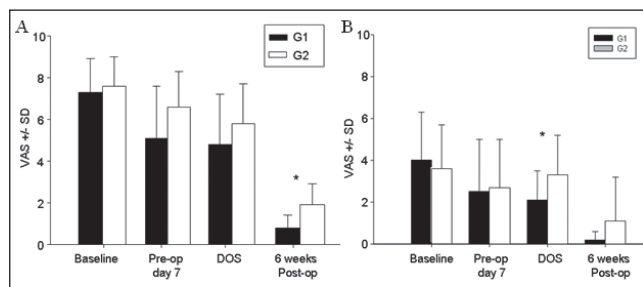 A
G1
G2
10
8
6
4
2
0
VAS +/- SD
*
Baseline
Pre-op
day 7
DOS
6 weeks
Post-op
B
G1
G2
10
8
6
4
2
0
VAS +/- SD
*
Baseline
Pre-op
day 7
DOS
6 weeks
Post-op